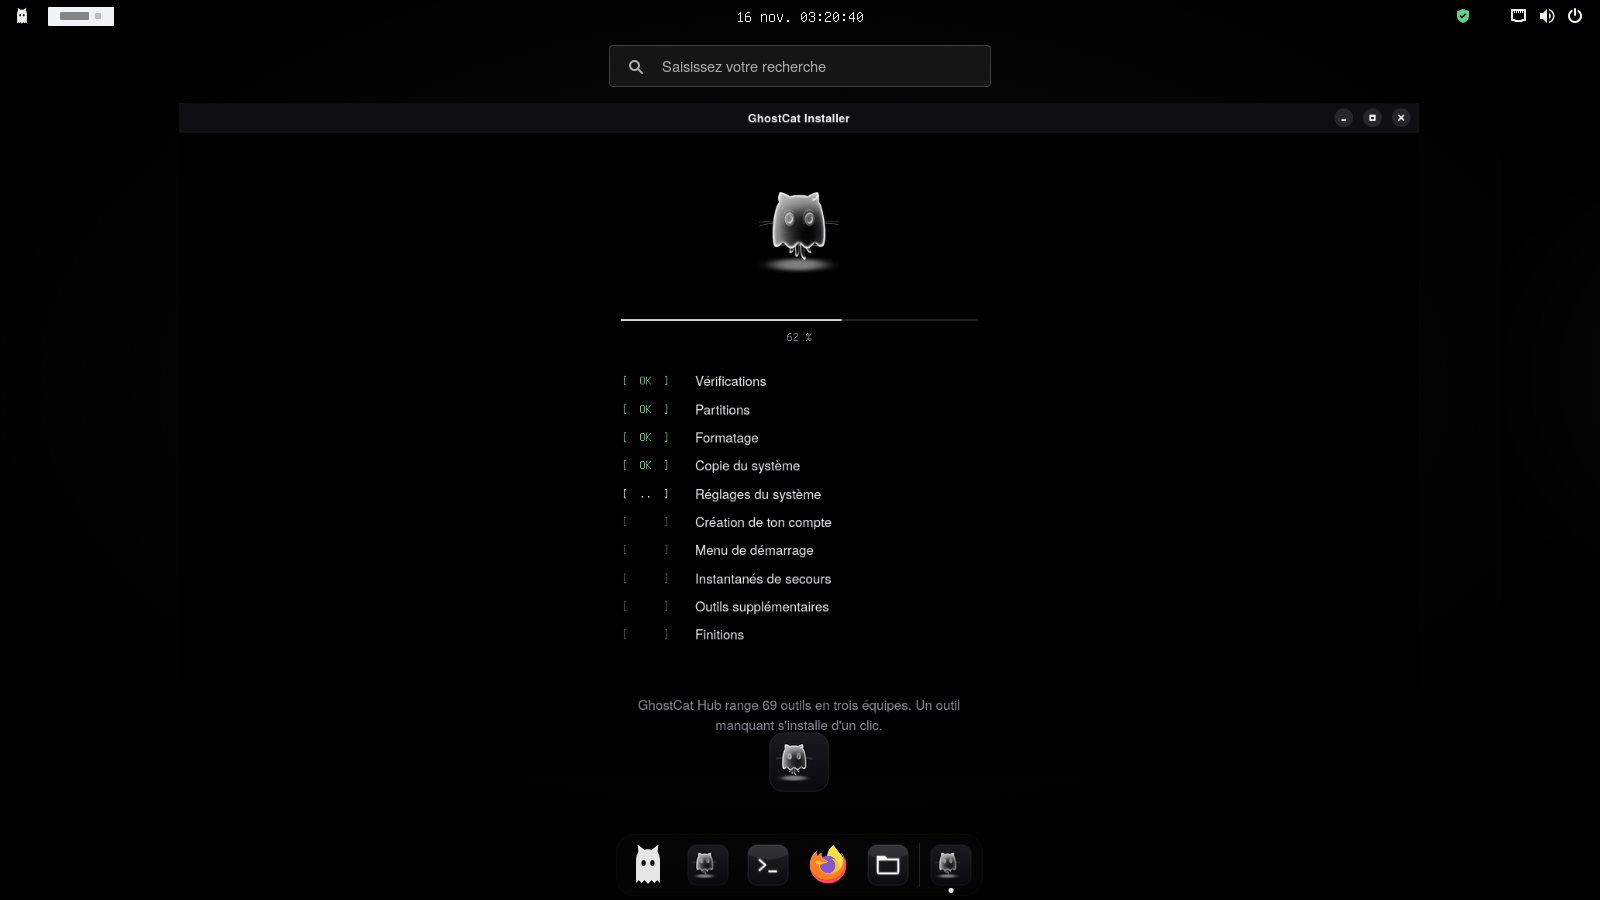 16 nov. 03:20:40
Saisissez votre recherche
GhostCat Installer
62 %
[ OK ] Vérifications
[ OK ] Partitions
[ OK ] Formatage
[ OK ] Copie du système
[ .. ] Réglages du système
[ ] Création de ton compte
[ ] Menu de démarrage
[ ] Instantanés de secours
[ ] Outils supplémentaires
[ ] Finitions
GhostCat Hub range 69 outils en trois équipes. Un outil
manquant s'installe d'un clic.